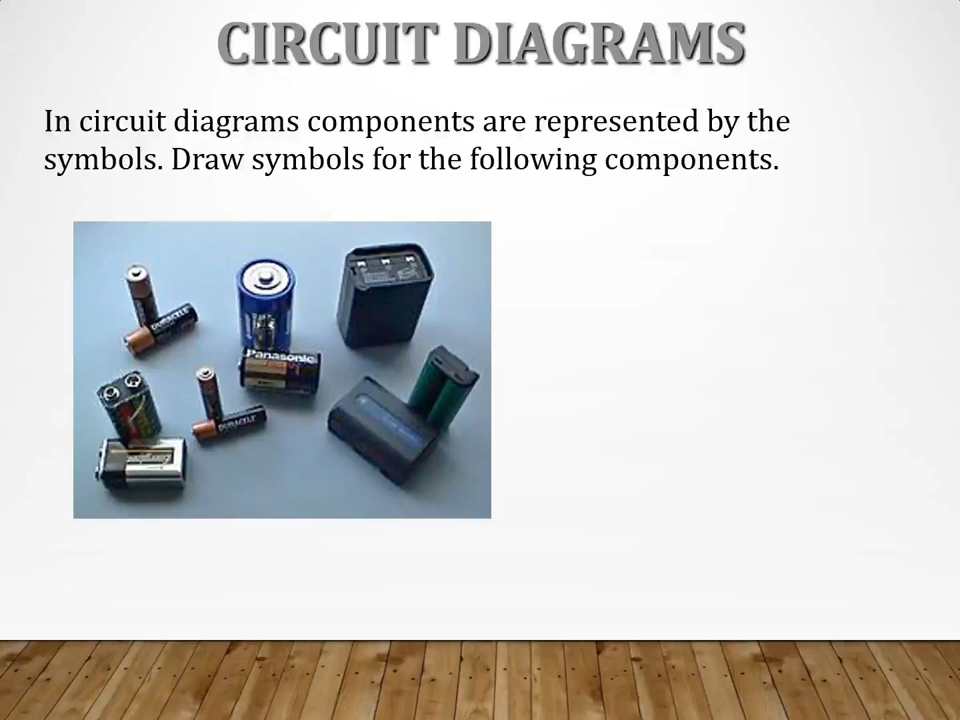 CIRCUIT DIAGRAMS
In circuit diagrams components are represented by the
symbols. Draw symbols for the following components.
DURACELL
Panasonic
DURACELL